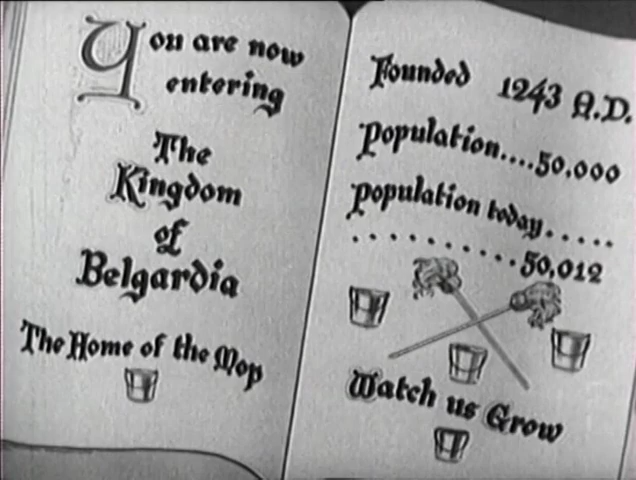 You are now
entering
The
Kingdom
of
Belgardia
The Home of the Mop
Founded 1243 A.D.
Population....50,000
Population today.....
..........50,012
Watch us Grow